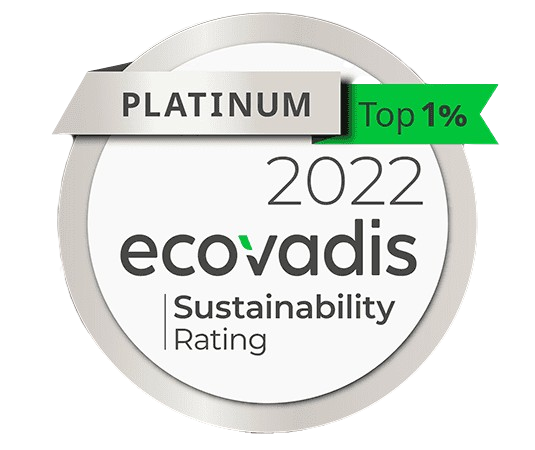 PLATINUM
Top 1%
2022
ecovadis
Sustainability
Rating